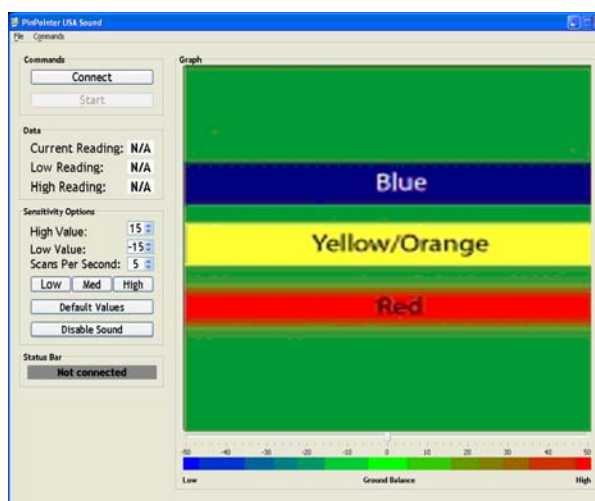 PinPointer USA Sound
File Commands
Commands
Connect
Start
Data
Current Reading: N/A
Low Reading: N/A
High Reading: N/A
Sensitivity Options
High Value: 15
Low Value: -15
Scans Per Second: 5
Low Med High
Default Values
Disable Sound
Status Bar
Not connected
Graph
Blue
Yellow/Orange
Red
-50 -40 -30 -20 -10 0 10 20 30 40 50
Low Ground Balance High